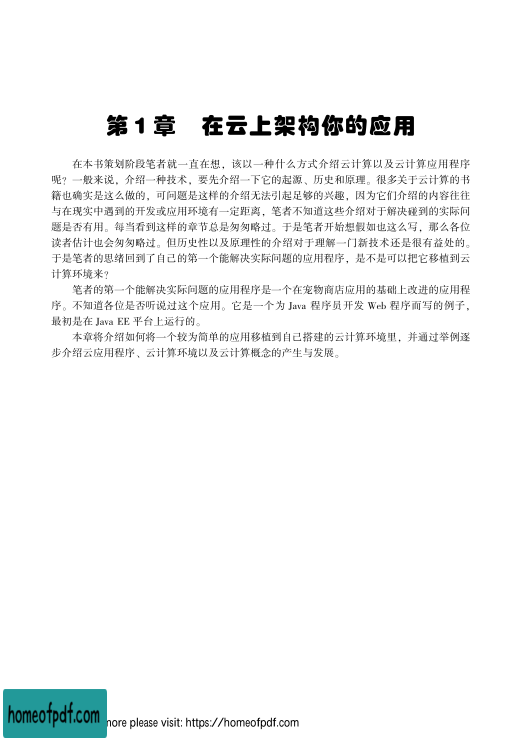 第 1 章　在云上架构你的应用
在本书策划阶段笔者就一直在想，该以一种什么方式介绍云计算以及云计算应用程序
呢？一般来说，介绍一种技术，要先介绍一下它的起源、历史和原理。很多关于云计算的书
籍也确实是这么做的，可问题是这样的介绍无法引起足够的兴趣，因为它们介绍的内容往往
与在现实中遇到的开发或应用环境有一定距离，笔者不知道这些介绍对于解决碰到的实际问
题是否有用。每当看到这样的章节总是匆匆略过。于是笔者开始想假如也这么写，那么各位
读者估计也会匆匆略过。但历史性以及原理性的介绍对于理解一门新技术还是很有益处的。
于是笔者的思绪回到了自己的第一个能解决实际问题的应用程序，是不是可以把它移植到云
计算环境来？
笔者的第一个能解决实际问题的应用程序是一个在宠物商店应用的基础上改进的应用程
序。不知道各位是否听说过这个应用。它是一个为 Java 程序员开发 Web 程序而写的例子，
最初是在 Java EE 平台上运行的。
本章将介绍如何将一个较为简单的应用移植到自己搭建的云计算环境里，并通过举例逐
步介绍云应用程序、云计算环境以及云计算概念的产生与发展。
homeofpdf.com
more please visit: https://homeofpdf.com